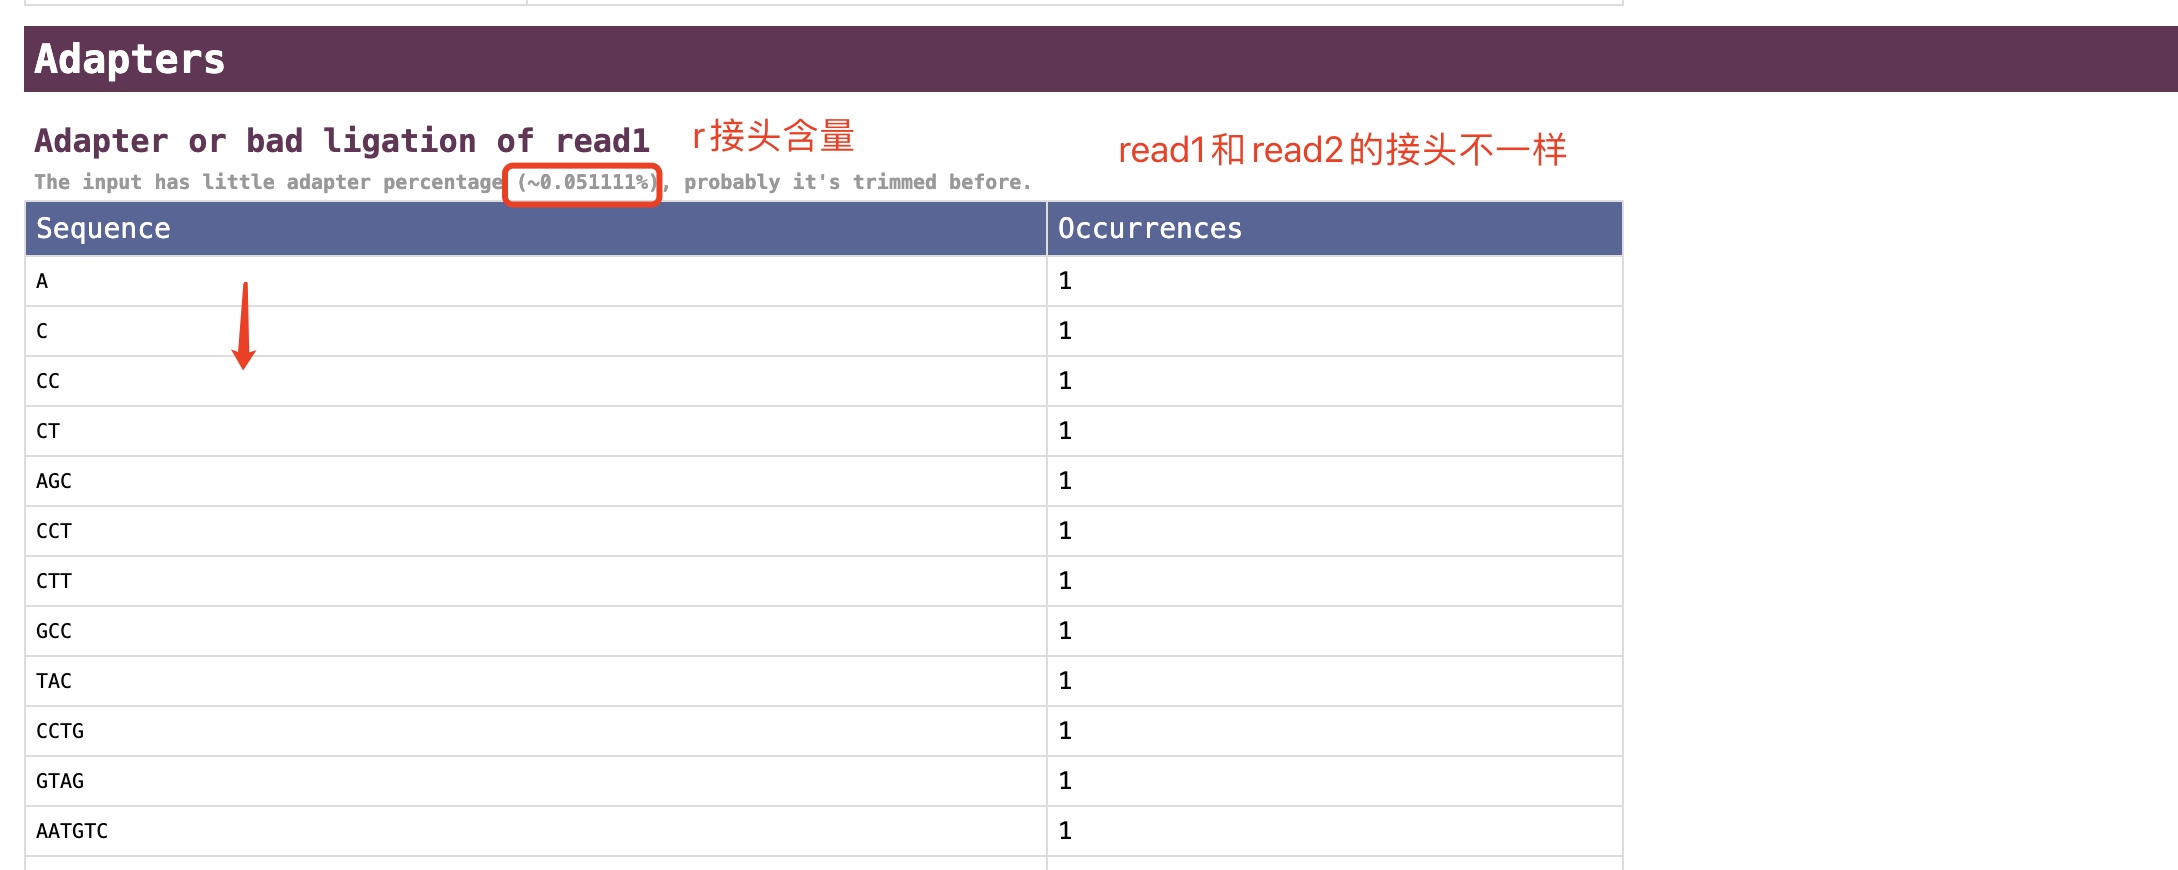 Adapters
Adapter or bad ligation of read1
r接头含量
read1和read2的接头不一样
The input has little adapter percentage (~0.051111%), probably it's trimmed before.
Sequence Occurrences
A 1
C 1
CC 1
CT 1
AGC 1
CCT 1
CTT 1
GCC 1
TAC 1
CCTG 1
GTAG 1
AATGTC 1